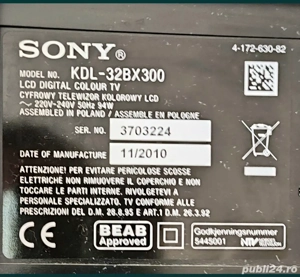 SONY®
4-172-630-82
MODEL NO. KDL-32BX300
LCD DIGITAL COLOUR TV
CYFROWY TELEWIZOR KOLOROWY LCD
~ 220V-240V 50Hz 94W
ASSEMBLED IN POLAND / ASSEMBLE EN POLOGNE
SER. NO. 3703224
DATE OF MANUFACTURE 11/2010
ATTENZIONE! PER EVITARE PERICOLOSE SCOSSE
ELETTRICHE NON RIMUOVERE IL COPERCHIO E NON
TOCCARE LE PARTI INTERNE. RIVOLGETEVI A
PERSONALE SPECIALIZZATO. TV CONFORME ALLE
PRESCRIZIONI DEL D.M. 26.8.95 E ART.1 D.M. 26.3.92
CE
BEAB
Approved
Godkjenningsnummer
5445001
NTV
publi24.ro